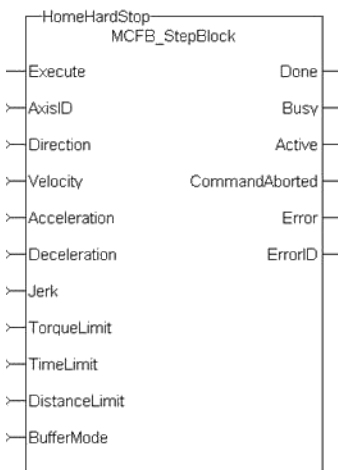 HomeHardStop
MCFB_StepBlock
Execute Done
AxisID Busy
Direction Active
Velocity CommandAborted
Acceleration Error
Deceleration ErrorID
Jerk
TorqueLimit
TimeLimit
DistanceLimit
BufferMode